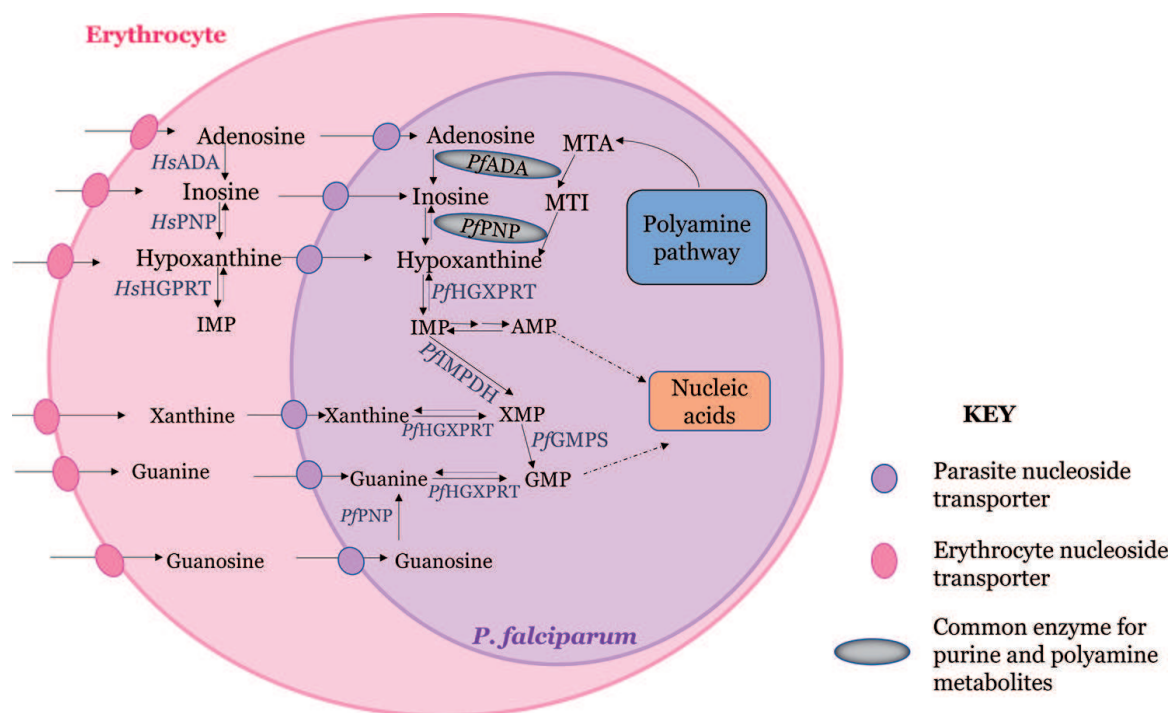 Erythrocyte
Adenosine
HsADA
Inosine
HsPNP
Hypoxanthine
HsHGPRT
IMP
Xanthine
Guanine
Guanosine
Adenosine
MTA
PfADA
Inosine
MTI
PfPNP
Hypoxanthine
PfHGXPRT
IMP
AMP
PfIMPDH
Xanthine
PfHGXPRT
XMP
PfGMPS
Guanine
PfHGXPRT
GMP
PfPNP
Guanosine
P. falciparum
Polyamine
pathway
Nucleic
acids
KEY
Parasite nucleoside
transporter
Erythrocyte nucleoside
transporter
Common enzyme for
purine and polyamine
metabolites